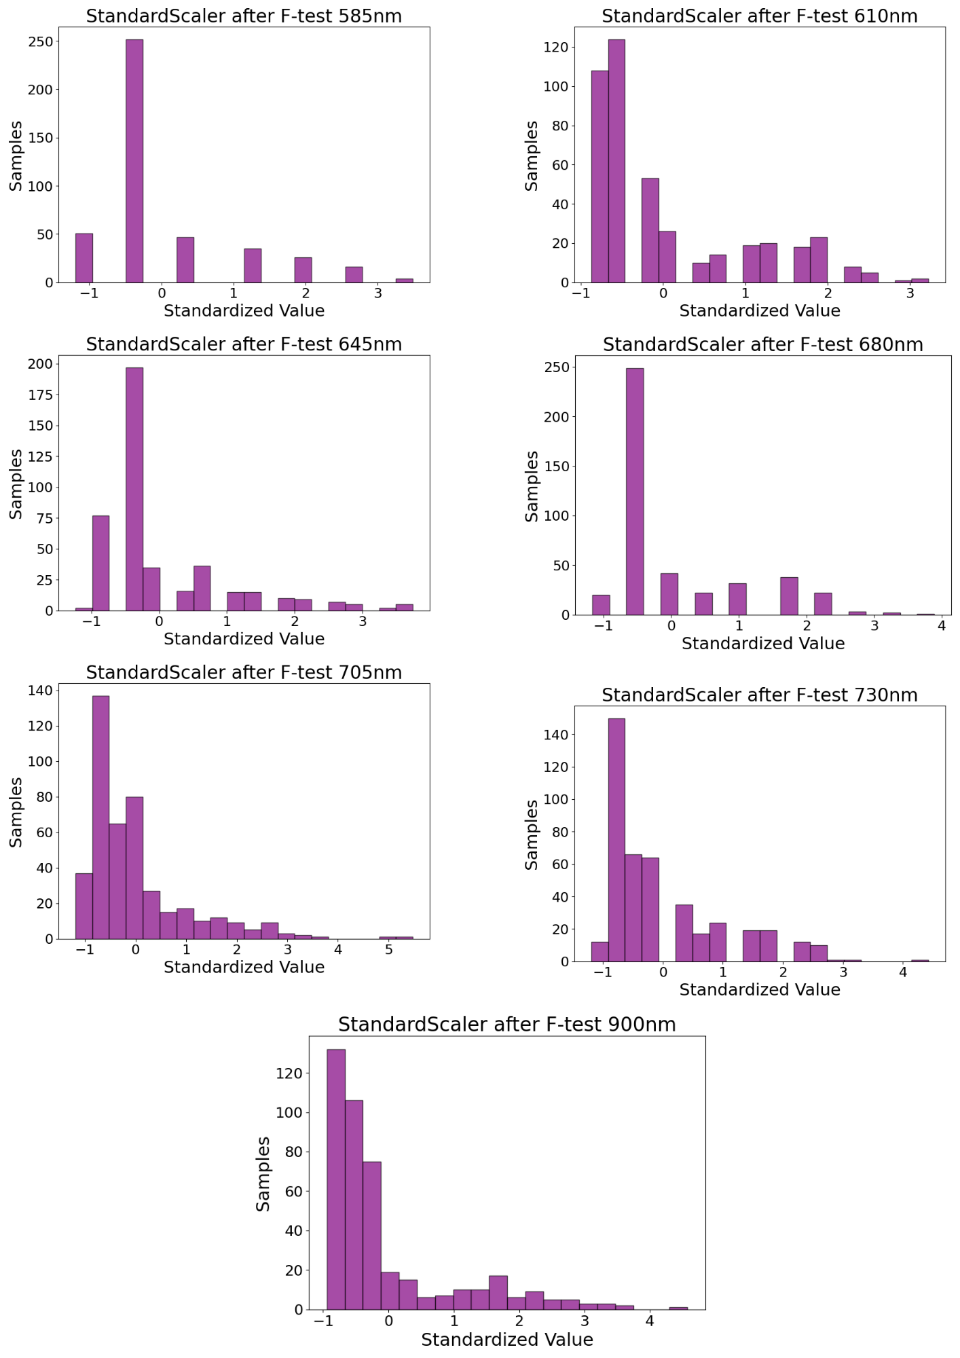 StandardScaler after F-test 585nm
250
200
150
100
50
0
Samples
−1 0 1 2 3
Standardized Value
StandardScaler after F-test 610nm
120
100
80
60
40
20
0
Samples
−1 0 1 2 3
Standardized Value
StandardScaler after F-test 645nm
200
175
150
125
100
75
50
25
0
Samples
−1 0 1 2 3
Standardized Value
StandardScaler after F-test 680nm
250
200
150
100
50
0
Samples
−1 0 1 2 3 4
Standardized Value
StandardScaler after F-test 705nm
140
120
100
80
60
40
20
0
Samples
−1 0 1 2 3 4 5
Standardized Value
StandardScaler after F-test 730nm
140
120
100
80
60
40
20
0
Samples
−1 0 1 2 3 4
Standardized Value
StandardScaler after F-test 900nm
120
100
80
60
40
20
0
Samples
−1 0 1 2 3 4
Standardized Value